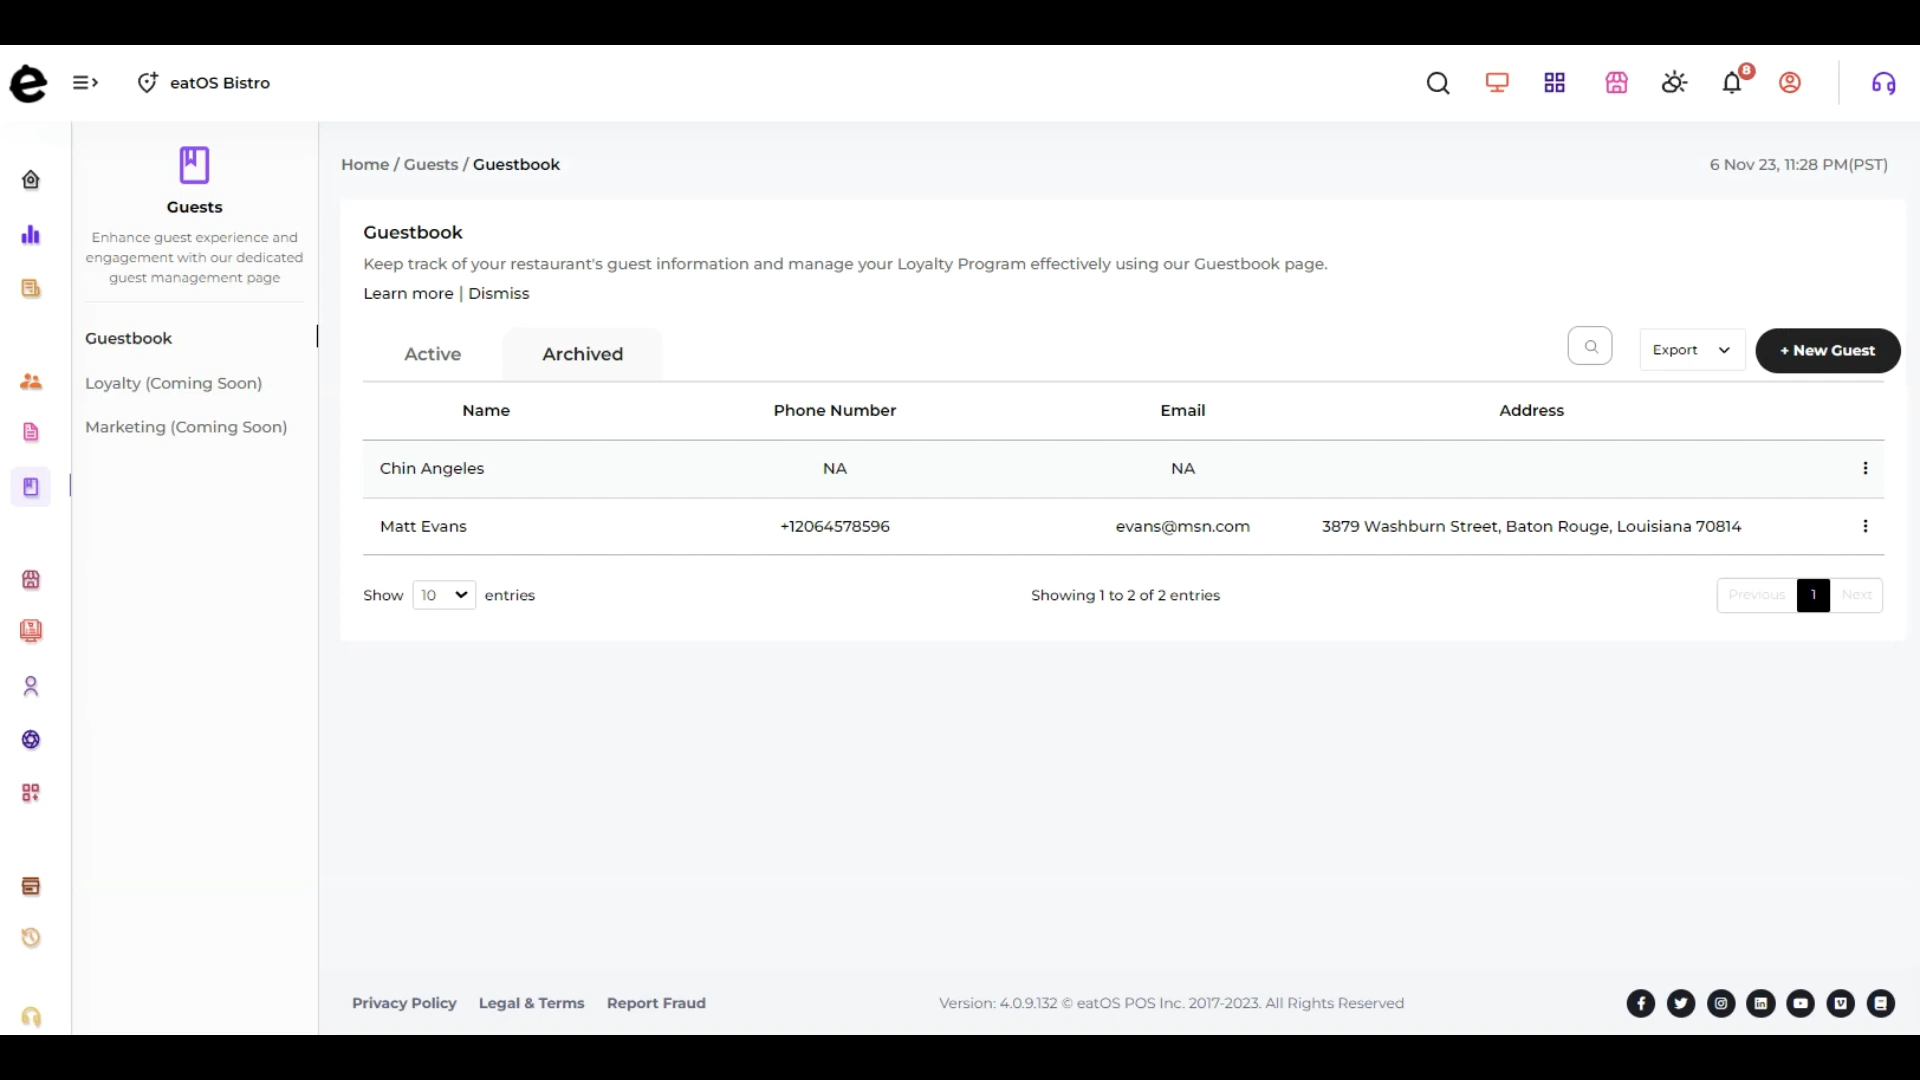 eatOS Bistro
8
Guests
Enhance guest experience and
engagement with our dedicated
guest management page
Guestbook
Loyalty (Coming Soon)
Marketing (Coming Soon)
Home / Guests / Guestbook
6 Nov 23, 11:28 PM(PST)
Guestbook
Keep track of your restaurant's guest information and manage your Loyalty Program effectively using our Guestbook page.
Learn more | Dismiss
Active Archived
Export
+ New Guest
Name Phone Number Email Address
Chin Angeles NA NA
Matt Evans +12064578596 evans@msn.com 3879 Washburn Street, Baton Rouge, Louisiana 70814
Show 10 entries
Showing 1 to 2 of 2 entries
Previous 1 Next
Privacy Policy Legal & Terms Report Fraud
Version: 4.0.9.132 © eatOS POS Inc. 2017-2023. All Rights Reserved